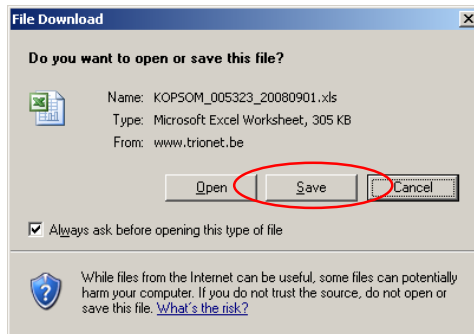 File Download
Do you want to open or save this file?
Name: KOPSOM_005323_20080901.xls
Type: Microsoft Excel Worksheet, 305 KB
From: www.trionet.be
Open Save Cancel
Always ask before opening this type of file
While files from the Internet can be useful, some files can potentially
harm your computer. If you do not trust the source, do not open or
save this file. What's the risk?